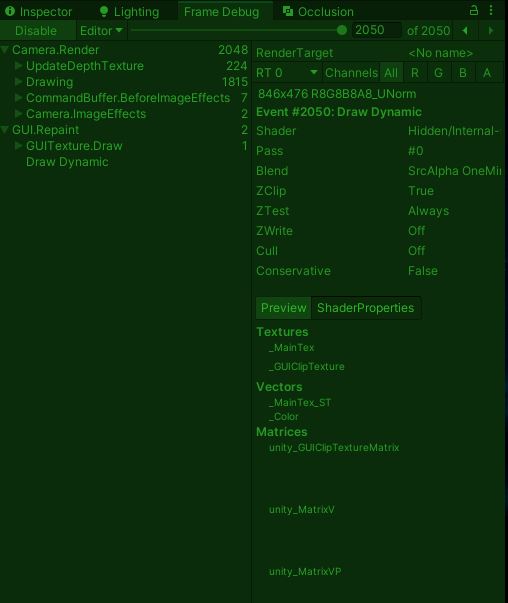 Inspector Lighting Frame Debug Occlusion
Disable Editor 2050 of 2050
Camera.Render 2048
UpdateDepthTexture 224
Drawing 1815
CommandBuffer.BeforeImageEffects 7
Camera.ImageEffects 2
GUI.Repaint 2
GUITexture.Draw 1
Draw Dynamic
RenderTarget <No name>
RT 0 Channels All R G B A
846x476 R8G8B8A8_UNorm
Event #2050: Draw Dynamic
Shader Hidden/Internal-
Pass #0
Blend SrcAlpha OneMin
ZClip True
ZTest Always
ZWrite Off
Cull Off
Conservative False
Preview ShaderProperties
Textures
_MainTex
_GUIClipTexture
Vectors
_MainTex_ST
_Color
Matrices
unity_GUIClipTextureMatrix
unity_MatrixV
unity_MatrixVP